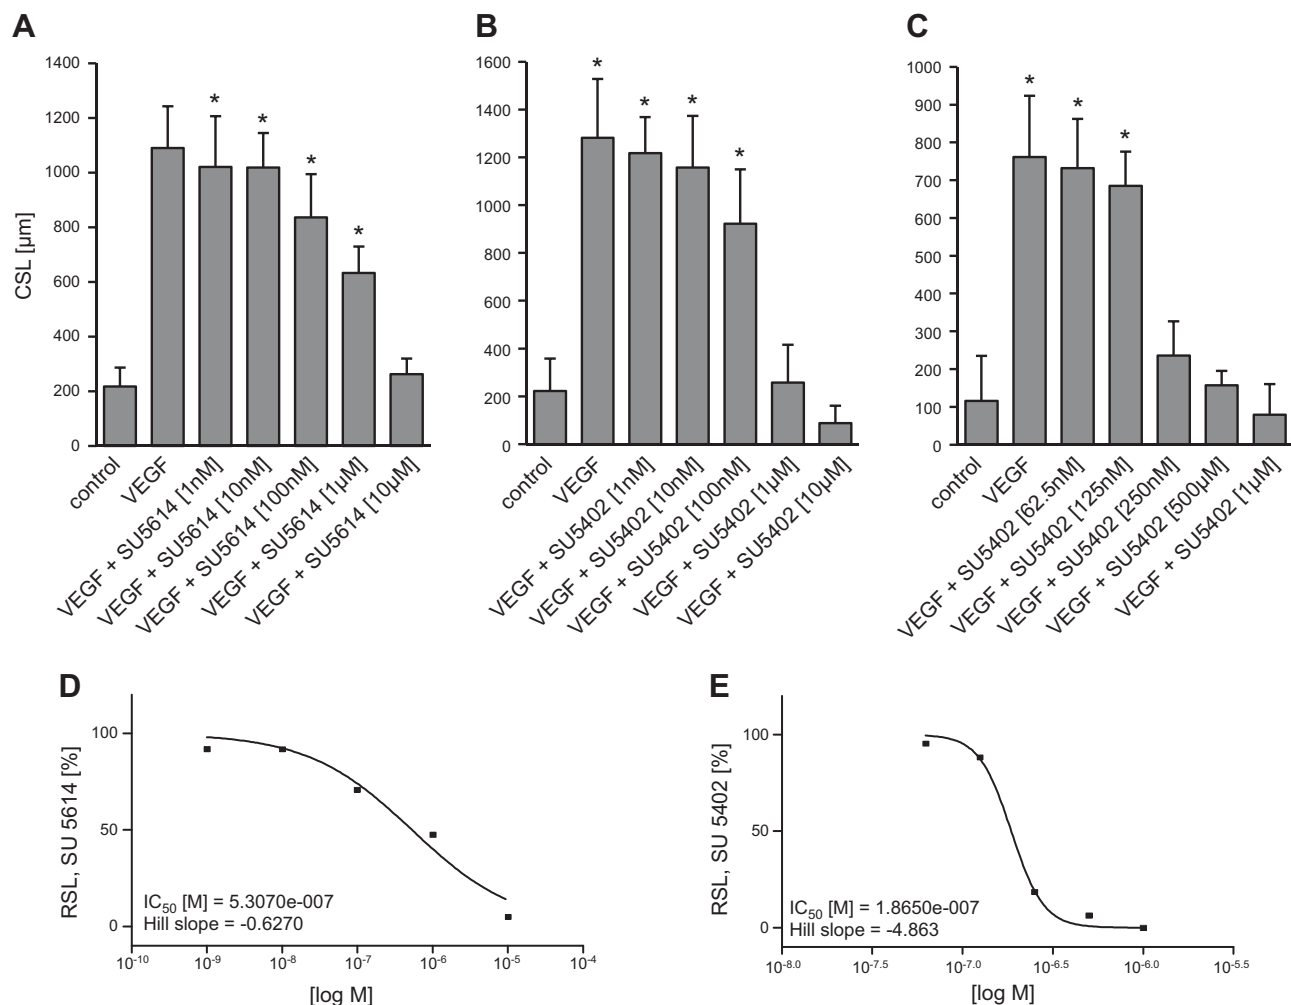 A
B
C
CSL [µm]
1400
1200
1000
800
600
400
200
0
*
*
*
*
control
VEGF
VEGF + SU5614 [1nM]
VEGF + SU5614 [10nM]
VEGF + SU5614 [100nM]
VEGF + SU5614 [1µM]
VEGF + SU5614 [10µM]
1600
1400
1200
1000
800
600
400
200
0
*
*
*
*
control
VEGF
VEGF + SU5402 [1nM]
VEGF + SU5402 [10nM]
VEGF + SU5402 [100nM]
VEGF + SU5402 [1µM]
VEGF + SU5402 [10µM]
1000
900
800
700
600
500
400
300
200
100
0
*
*
*
control
VEGF
VEGF + SU5402 [62.5nM]
VEGF + SU5402 [125nM]
VEGF + SU5402 [250nM]
VEGF + SU5402 [500µM]
VEGF + SU5402 [1µM]
D
RSL, SU 5614 [%]
100
50
0
IC50 [M] = 5.3070e-007
Hill slope = -0.6270
10-10
10-9
10-8
10-7
10-6
10-5
10-4
[log M]
E
RSL, SU 5402 [%]
100
50
0
IC50 [M] = 1.8650e-007
Hill slope = -4.863
10-8.0
10-7.5
10-7.0
10-6.5
10-6.0
10-5.5
[log M]